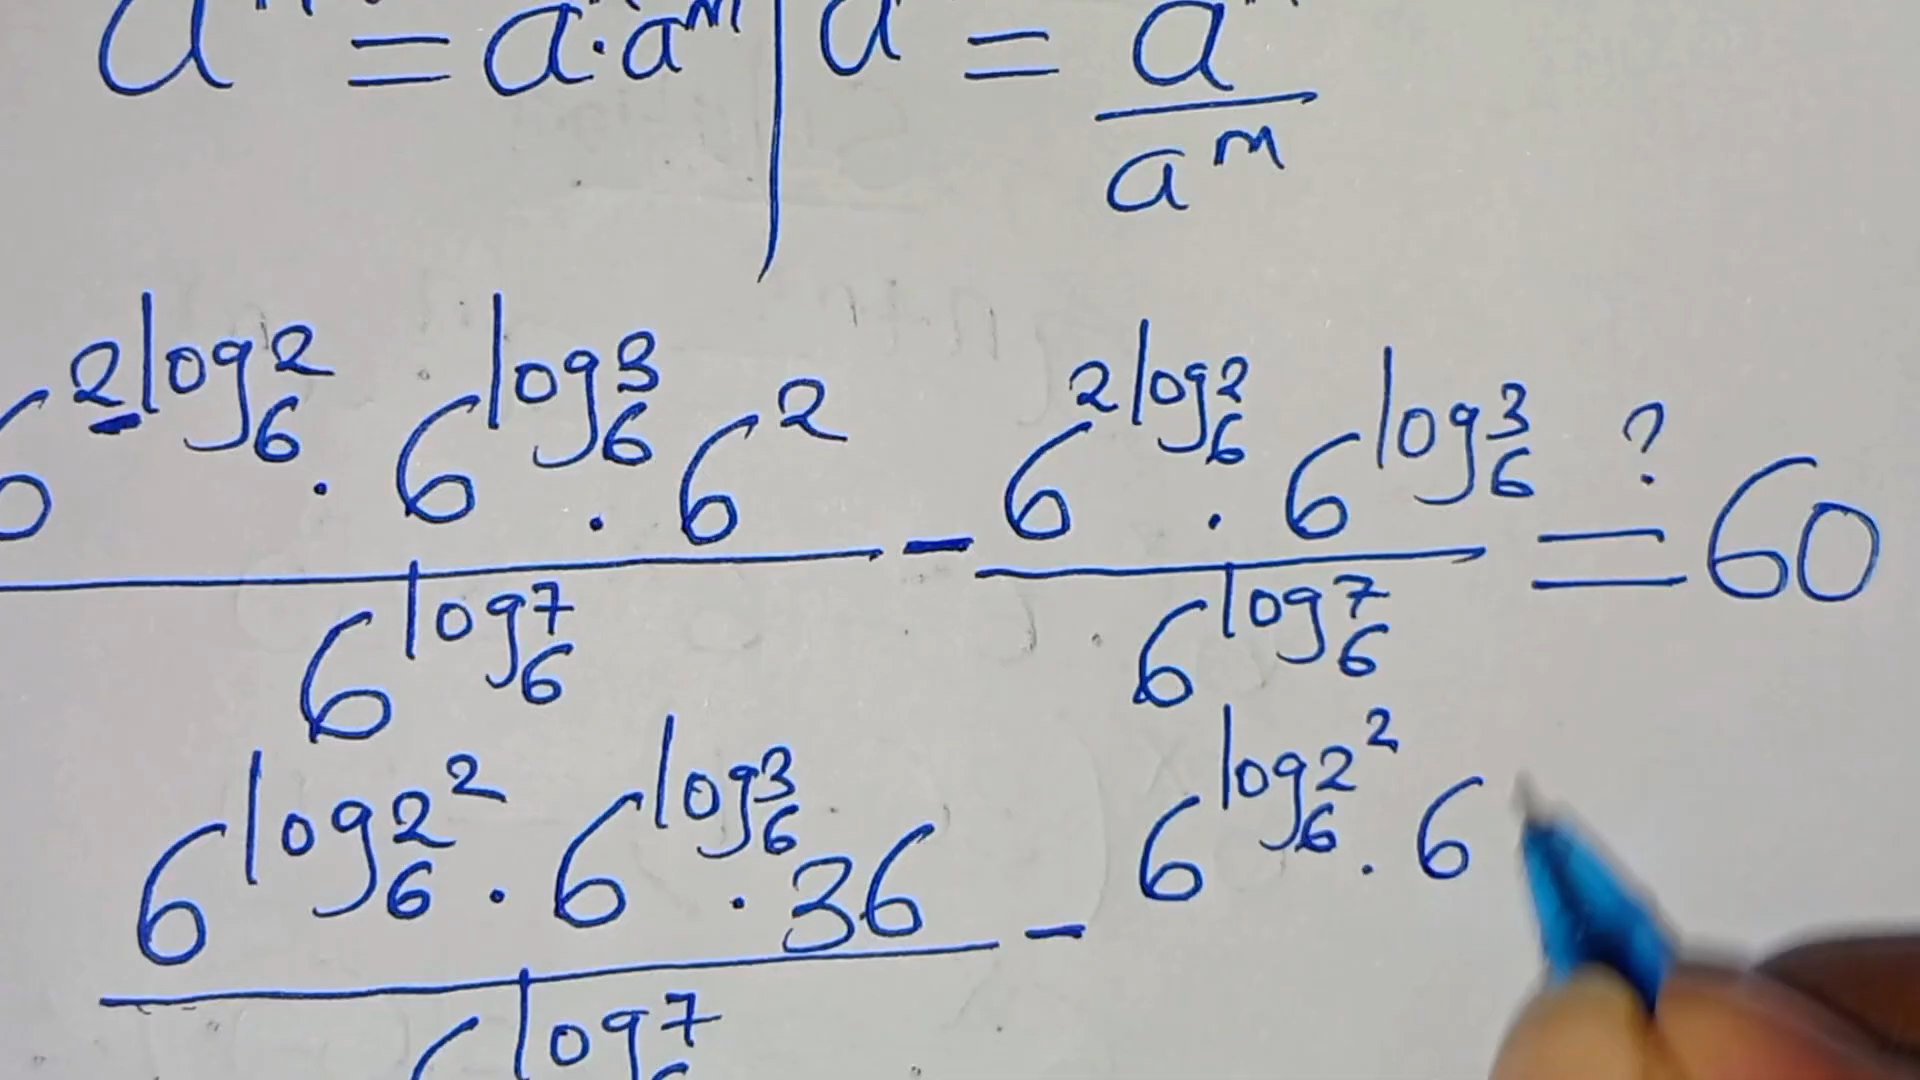 a = a · a^m | a = a / a^m
6^(2log_6^2) · 6^(log_6^3) · 6^2 / 6^(log_6^7) - 6^(2log_6^2) · 6^(log_6^3) / 6^(log_6^7) =? 60
6^(log_6 2^2) · 6^(log_6^3) · 36 / 6^(log_6^7) - 6^(log_6 2^2) · 6